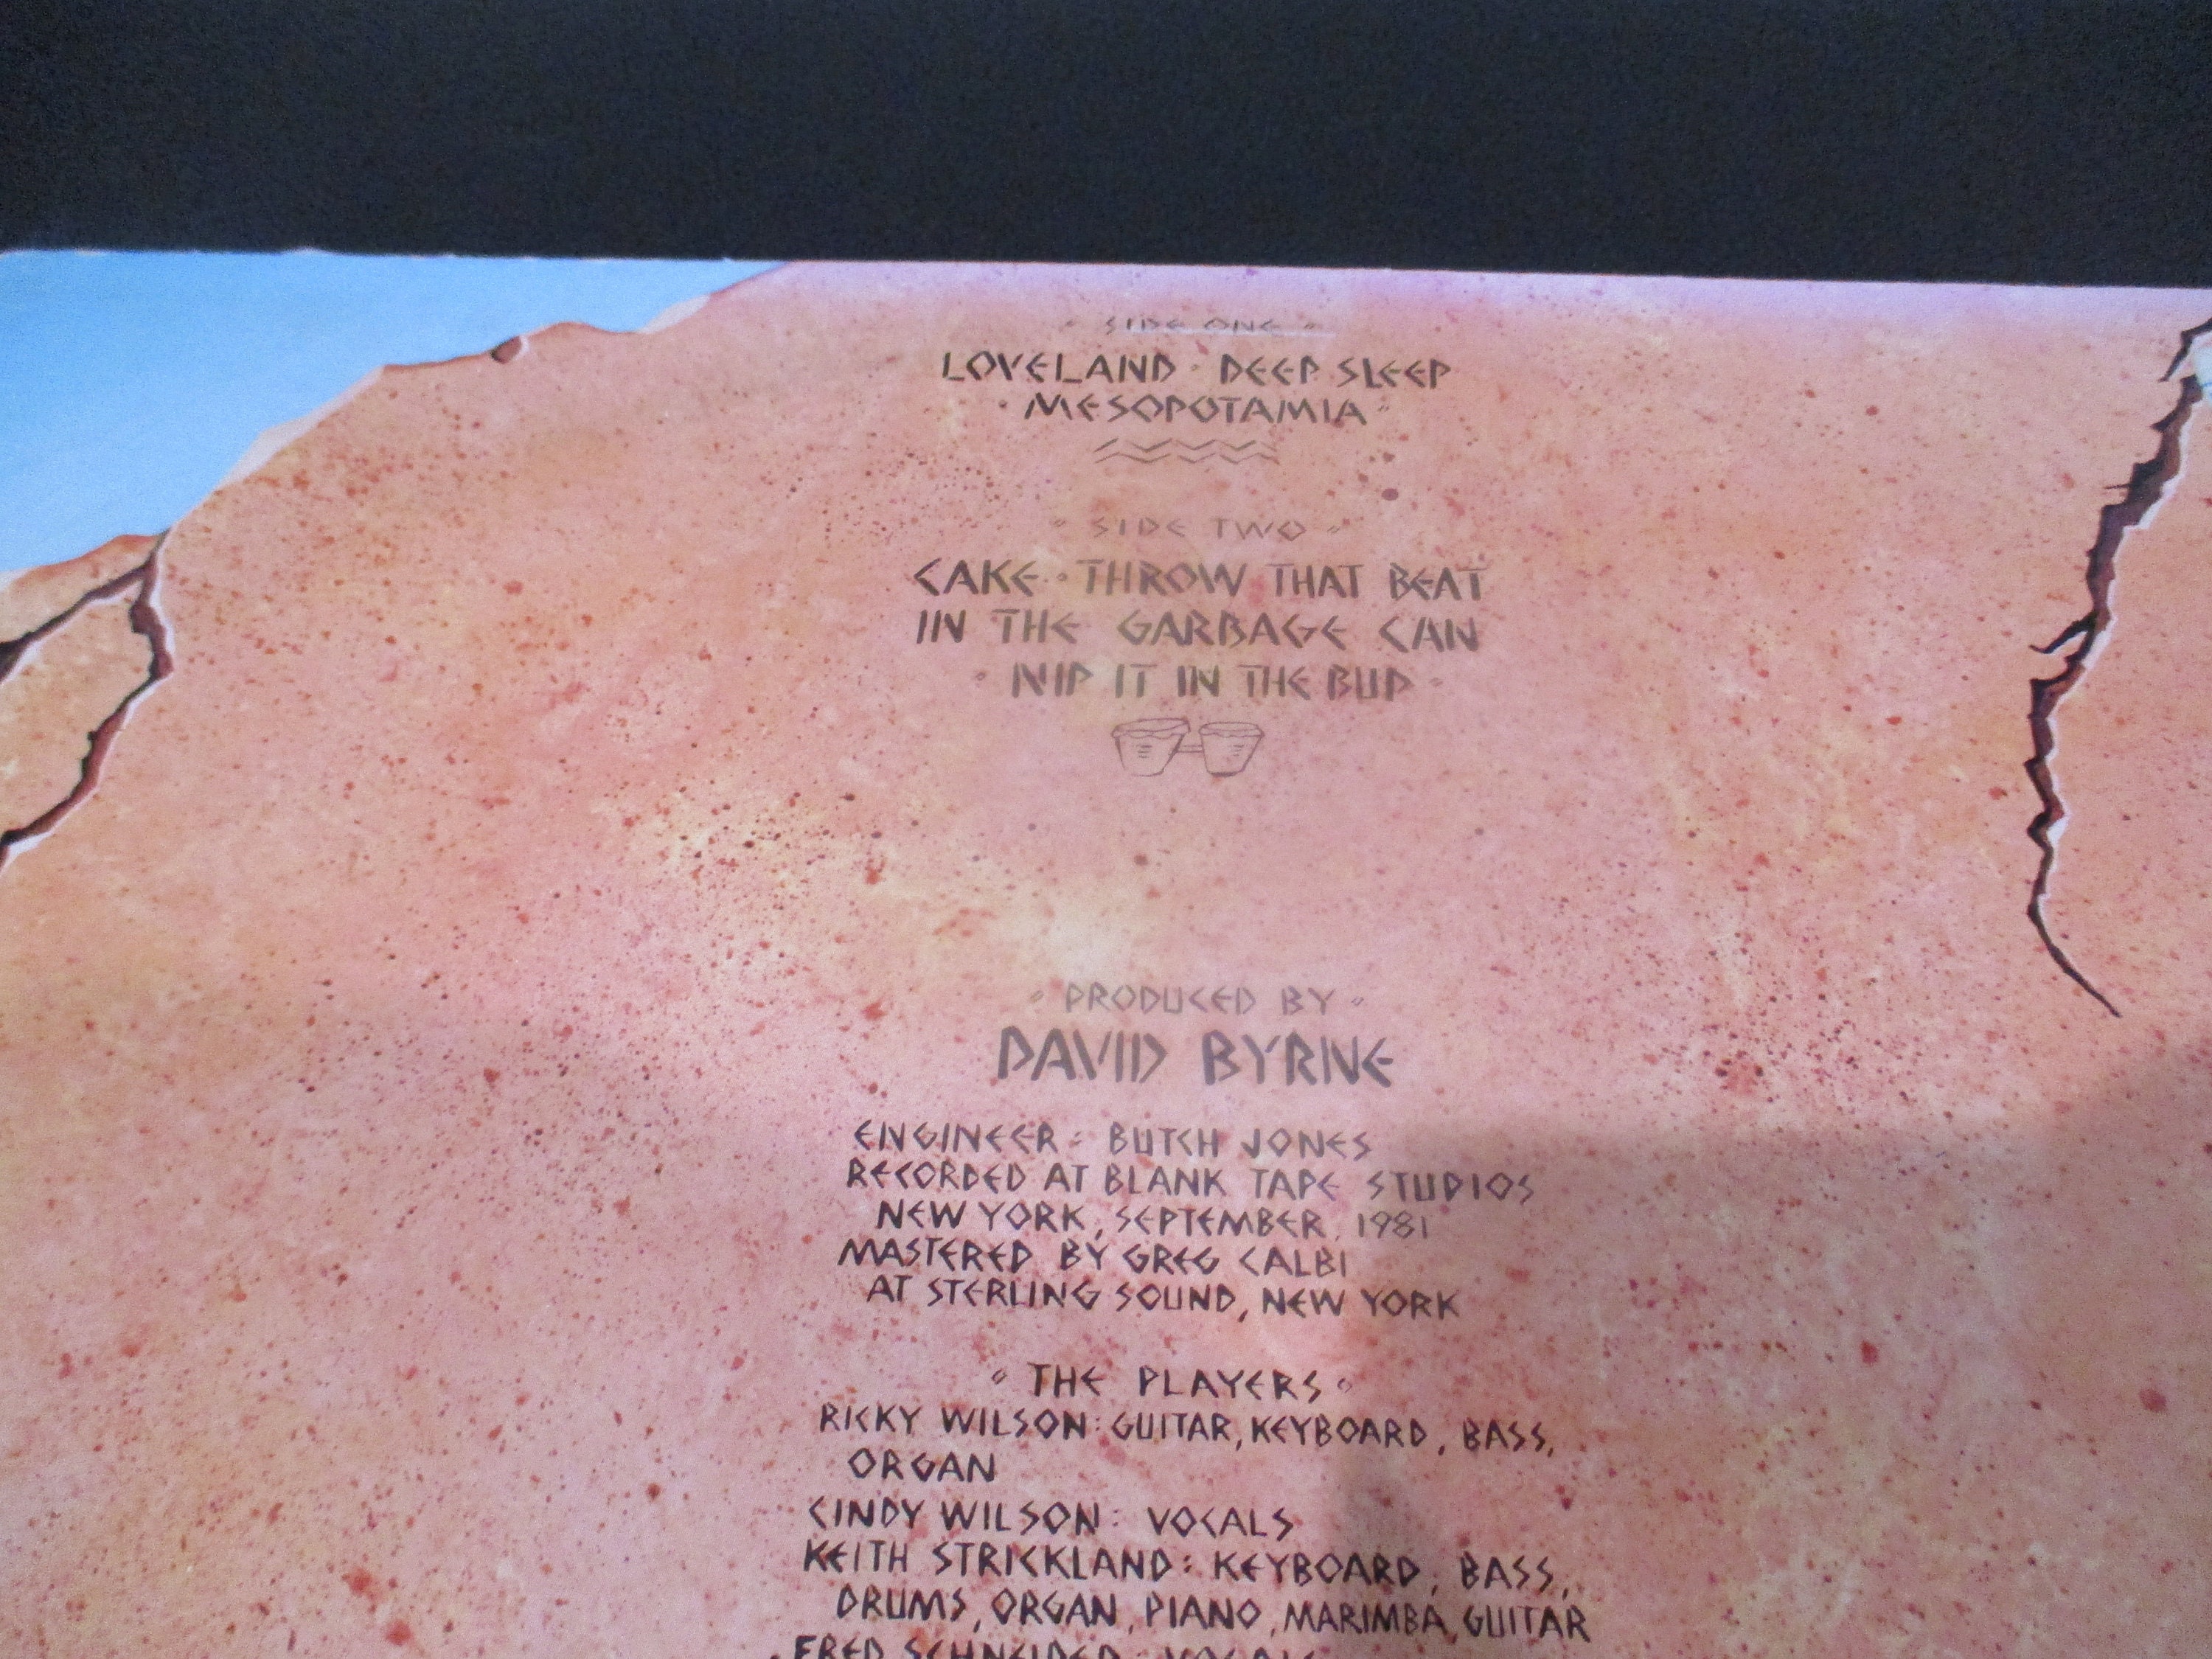 SIDE ONE
LOVELAND · DEEP SLEEP
· MESOPOTAMIA ·
SIDE TWO
CAKE · THROW THAT BEAT
IN THE GARBAGE CAN
· NIP IT IN THE BUD ·
· PRODUCED BY ·
DAVID BYRNE
ENGINEER: BUTCH JONES
RECORDED AT BLANK TAPE STUDIOS
NEW YORK, SEPTEMBER, 1981
MASTERED BY GREG CALBI
AT STERLING SOUND, NEW YORK
· THE PLAYERS ·
RICKY WILSON: GUITAR, KEYBOARD, BASS,
ORGAN
CINDY WILSON: VOCALS
KEITH STRICKLAND: KEYBOARD, BASS,
DRUMS, ORGAN, PIANO, MARIMBA, GUITAR
FRED SCHNEIDER: VOCALS